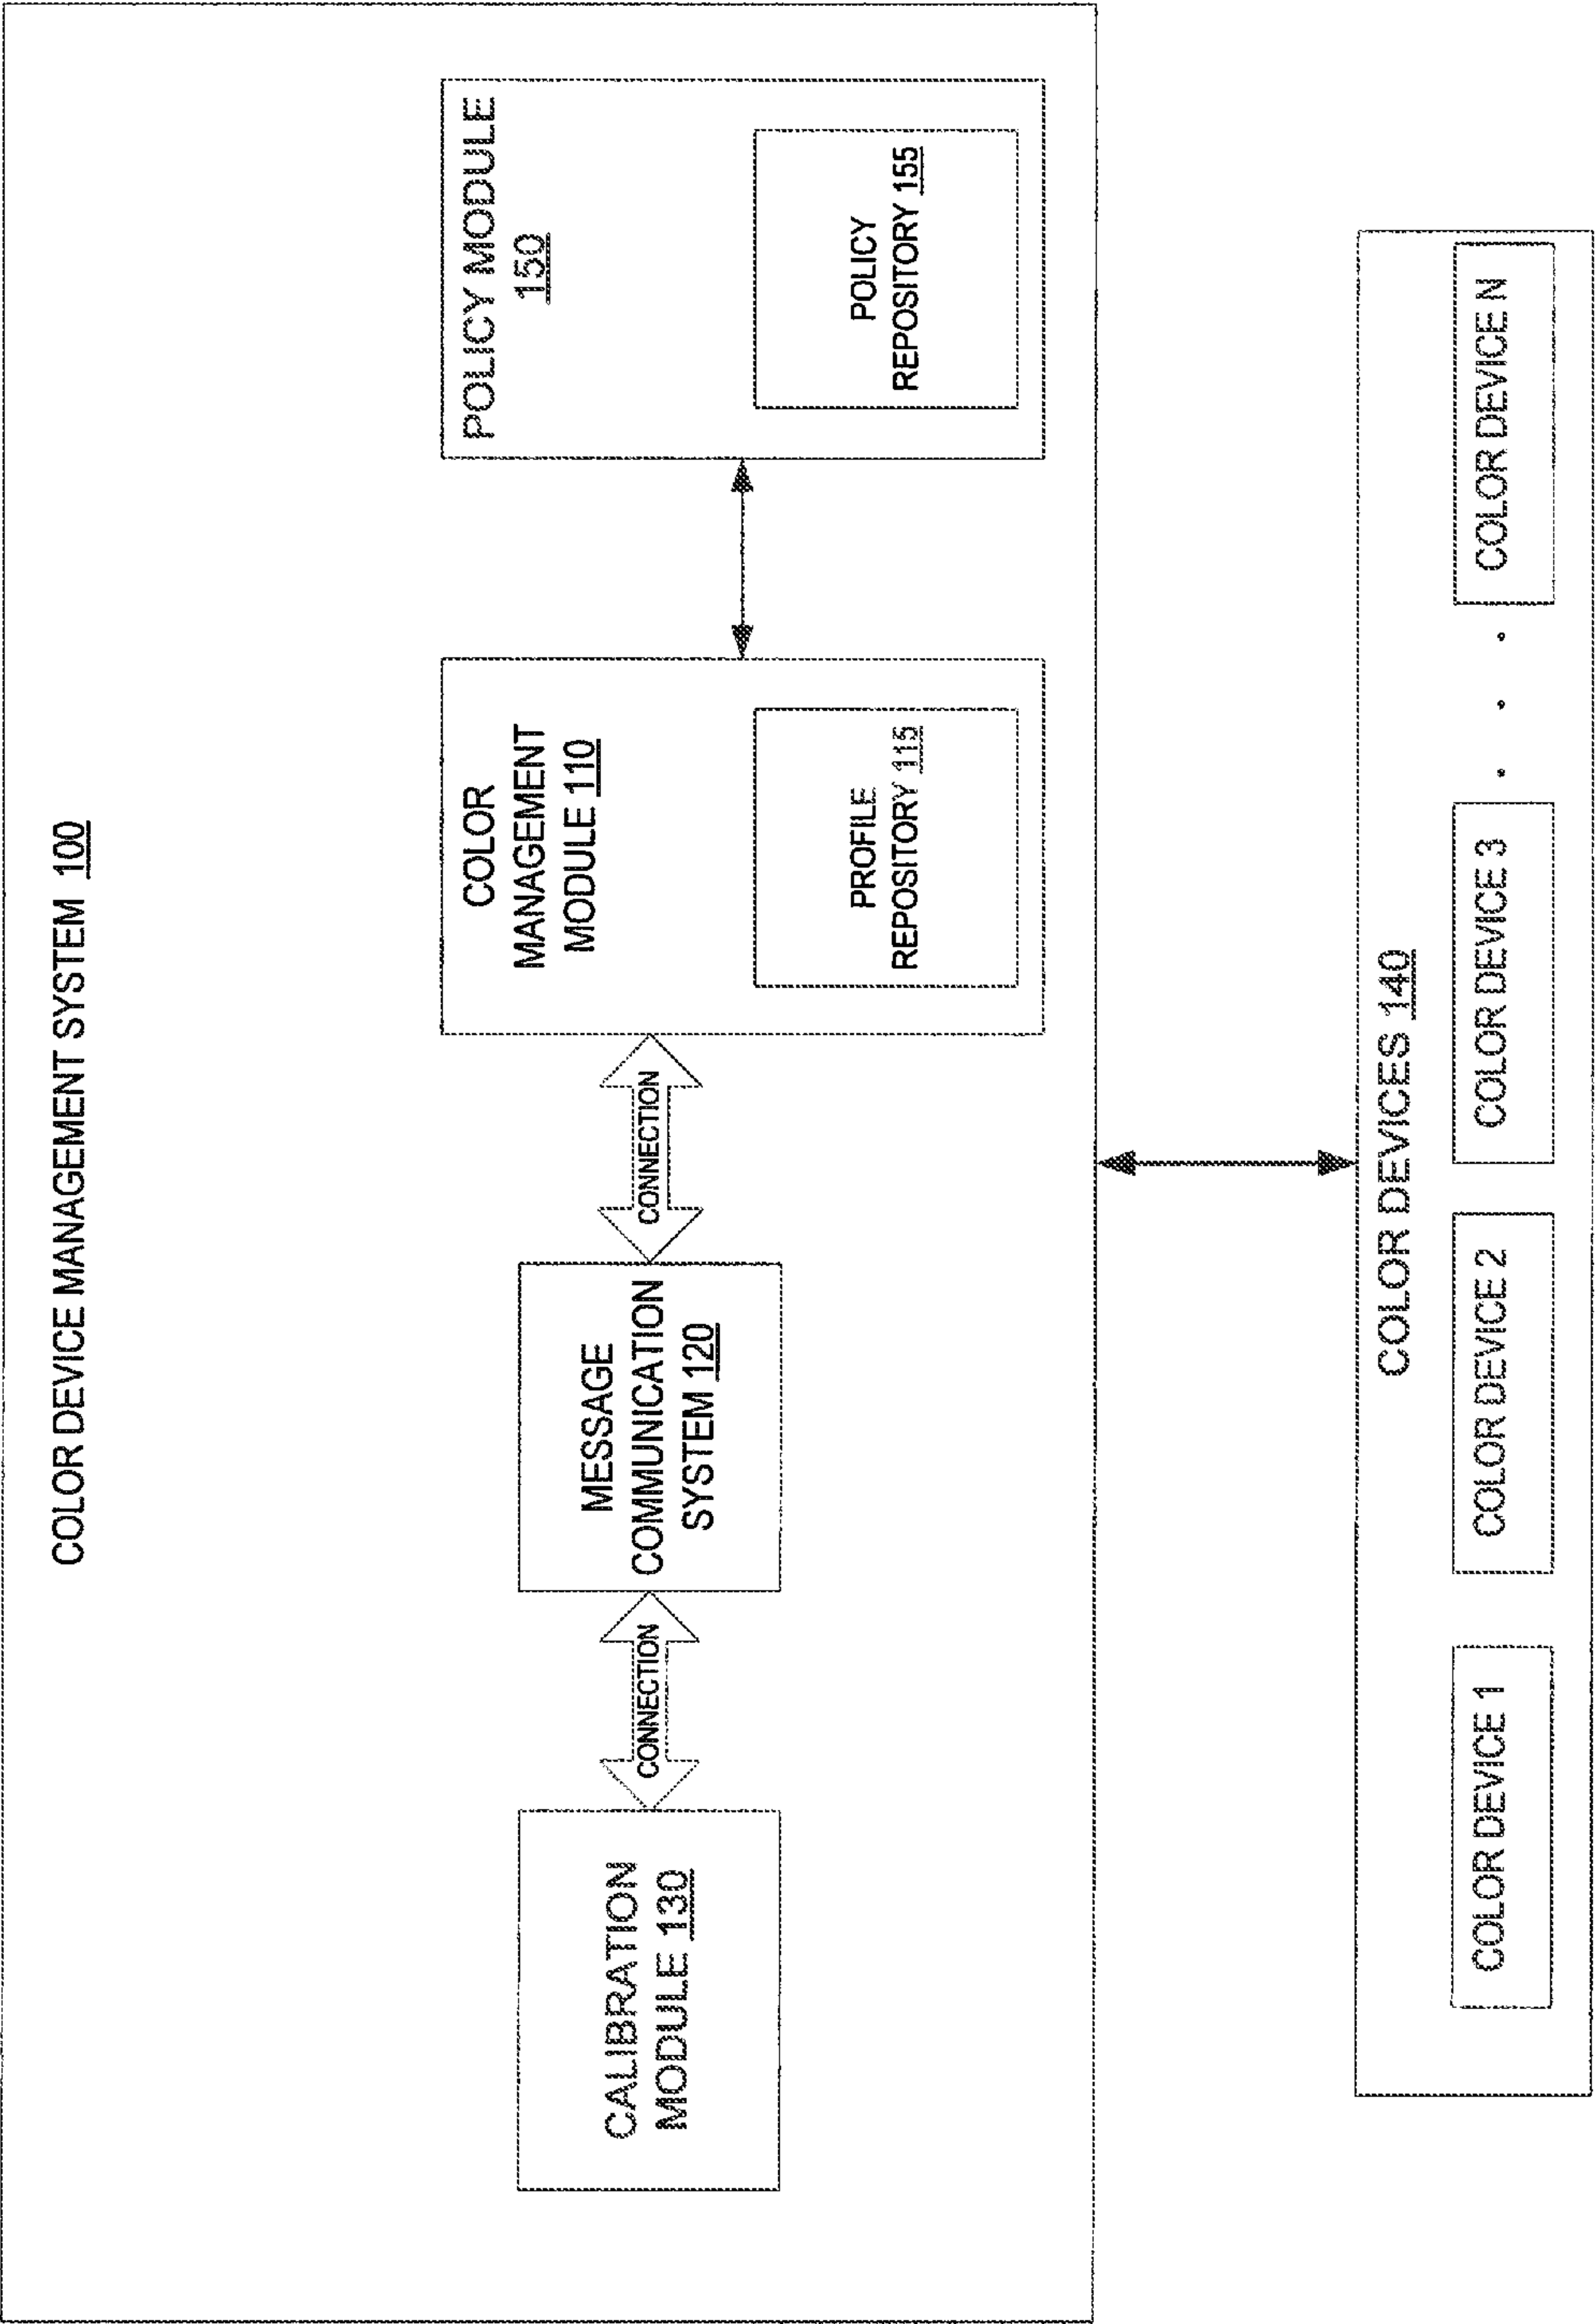 COLOR DEVICE MANAGEMENT SYSTEM 100
CALIBRATION
MODULE 130
CONNECTION
MESSAGE
COMMUNICATION
SYSTEM 120
CONNECTION
COLOR
MANAGEMENT
MODULE 110
PROFILE
REPOSITORY 115
POLICY MODULE
150
POLICY
REPOSITORY 155
COLOR DEVICES 140
COLOR DEVICE 1
COLOR DEVICE 2
COLOR DEVICE 3
. . .
COLOR DEVICE N